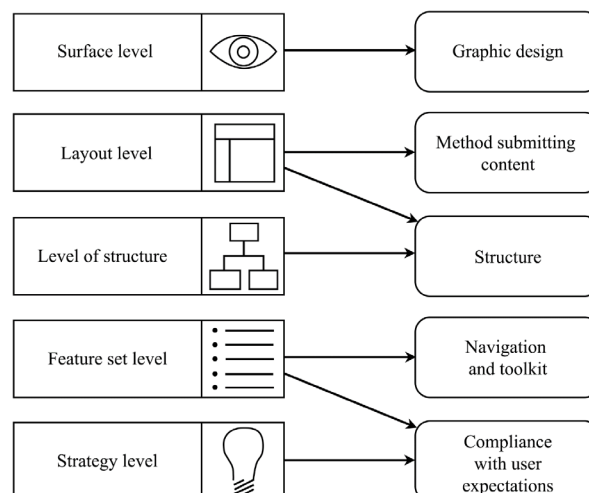 Surface level
Graphic design
Layout level
Method submitting
content
Level of structure
Structure
Feature set level
Navigation
and toolkit
Strategy level
Compliance
with user
expectations